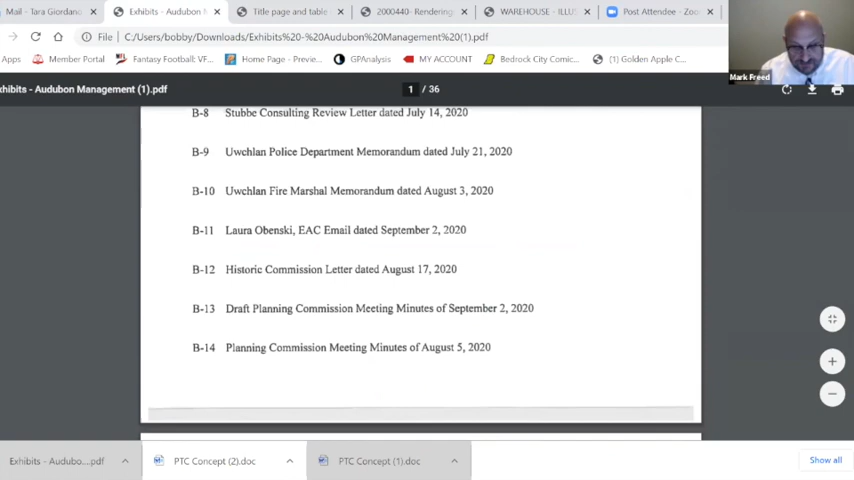 Mail - Tara Giordano
Exhibits - Audubon M
Title page and table
2000440- Rendering
WAREHOUSE - ILLUS
Post Attendee - Zoo
File
C:/Users/bobby/Downloads/Exhibits%20-%20Audubon%20Management%20(1).pdf
Apps
Member Portal
Fantasy Football: VF...
Home Page - Previe...
GPAnalysis
MY ACCOUNT
Bedrock City Comic...
(1) Golden Apple C...
Mark Freed
xhibits - Audubon Management (1).pdf
1 / 36
B-8 Stubbe Consulting Review Letter dated July 14, 2020
B-9 Uwchlan Police Department Memorandum dated July 21, 2020
B-10 Uwchlan Fire Marshal Memorandum dated August 3, 2020
B-11 Laura Obenski, EAC Email dated September 2, 2020
B-12 Historic Commission Letter dated August 17, 2020
B-13 Draft Planning Commission Meeting Minutes of September 2, 2020
B-14 Planning Commission Meeting Minutes of August 5, 2020
Exhibits - Audubo....pdf
PTC Concept (2).doc
PTC Concept (1).doc
Show all